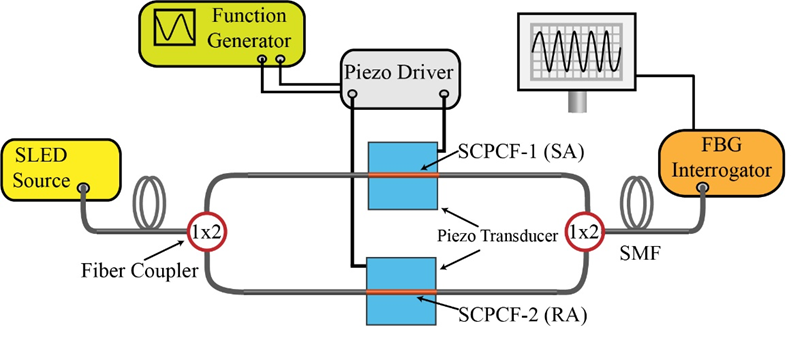 Function
Generator
Piezo Driver
SLED
Source
SCPCF-1 (SA)
FBG
Interrogator
1x2
Piezo Transducer
1x2
Fiber Coupler
SMF
SCPCF-2 (RA)